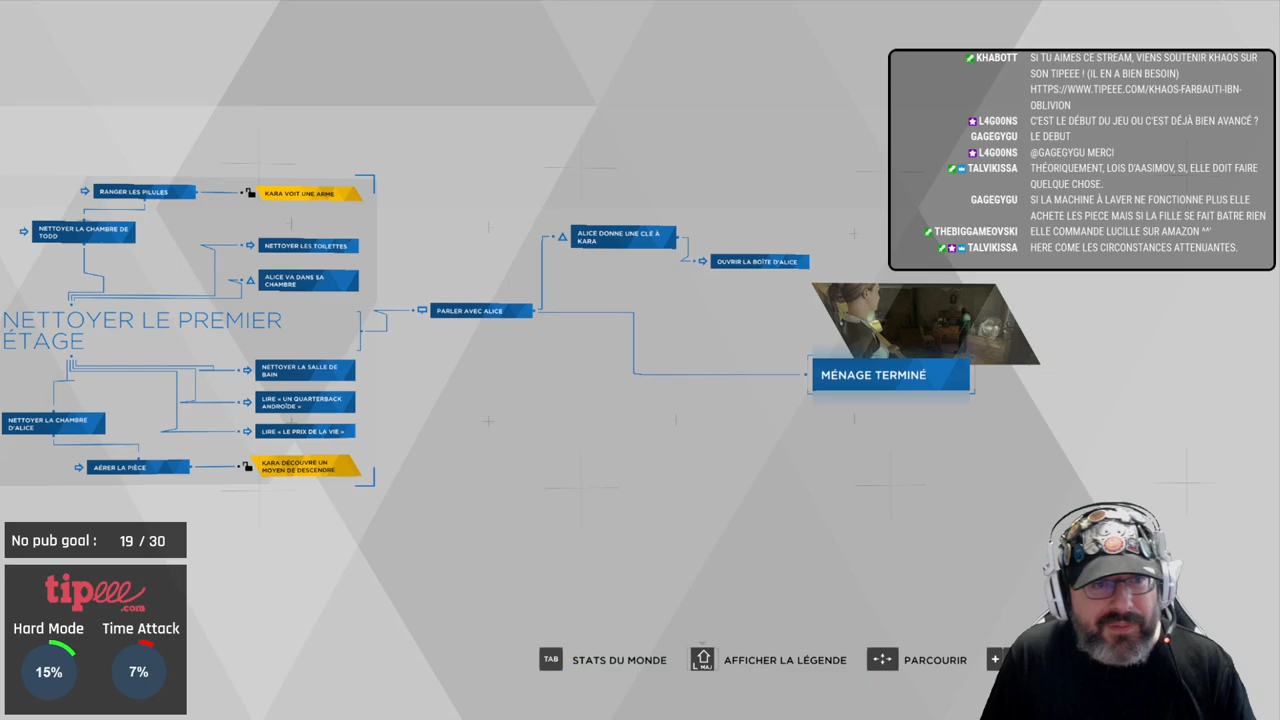 KHABOTT SI TU AIMES CE STREAM, VIENS SOUTENIR KHAOS SUR
SON TIPEEE ! (IL EN A BIEN BESOIN)
HTTPS://WWW.TIPEEE.COM/KHAOS-FARBAUTI-IBN-
OBLIVION
L4G00NS C'EST LE DÉBUT DU JEU OU C'EST DÉJÀ BIEN AVANCÉ ?
GAGEGYGU LE DEBUT
L4G00NS @GAGEGYGU MERCI
TALVIKISSA THÉORIQUEMENT, LOIS D'AASIMOV, SI, ELLE DOIT FAIRE
QUELQUE CHOSE.
GAGEGYGU SI LA MACHINE À LAVER NE FONCTIONNE PLUS ELLE
ACHETE LES PIECE MAIS SI LA FILLE SE FAIT BATRE RIEN
THEBIGGAMEOVSKI ELLE COMMANDE LUCILLE SUR AMAZON ^^'
TALVIKISSA HERE COME LES CIRCONSTANCES ATTENUANTES.
RANGER LES PILULES
KARA VOIT UNE ARME
NETTOYER LA CHAMBRE DE
TODD
NETTOYER LES TOILETTES
ALICE VA DANS SA
CHAMBRE
NETTOYER LE PREMIER
ÉTAGE
PARLER AVEC ALICE
ALICE DONNE UNE CLÉ À
KARA
OUVRIR LA BOÎTE D'ALICE
MÉNAGE TERMINÉ
NETTOYER LA SALLE DE
BAIN
LIRE « UN QUARTERBACK
ANDROÏDE »
NETTOYER LA CHAMBRE
D'ALICE
LIRE « LE PRIX DE LA VIE »
AÉRER LA PIÈCE
KARA DÉCOUVRE UN
MOYEN DE DESCENDRE
No pub goal : 19 / 30
tipeee
.com
Hard Mode Time Attack
15% 7%
TAB STATS DU MONDE
L MAJ AFFICHER LA LÉGENDE
PARCOURIR
+